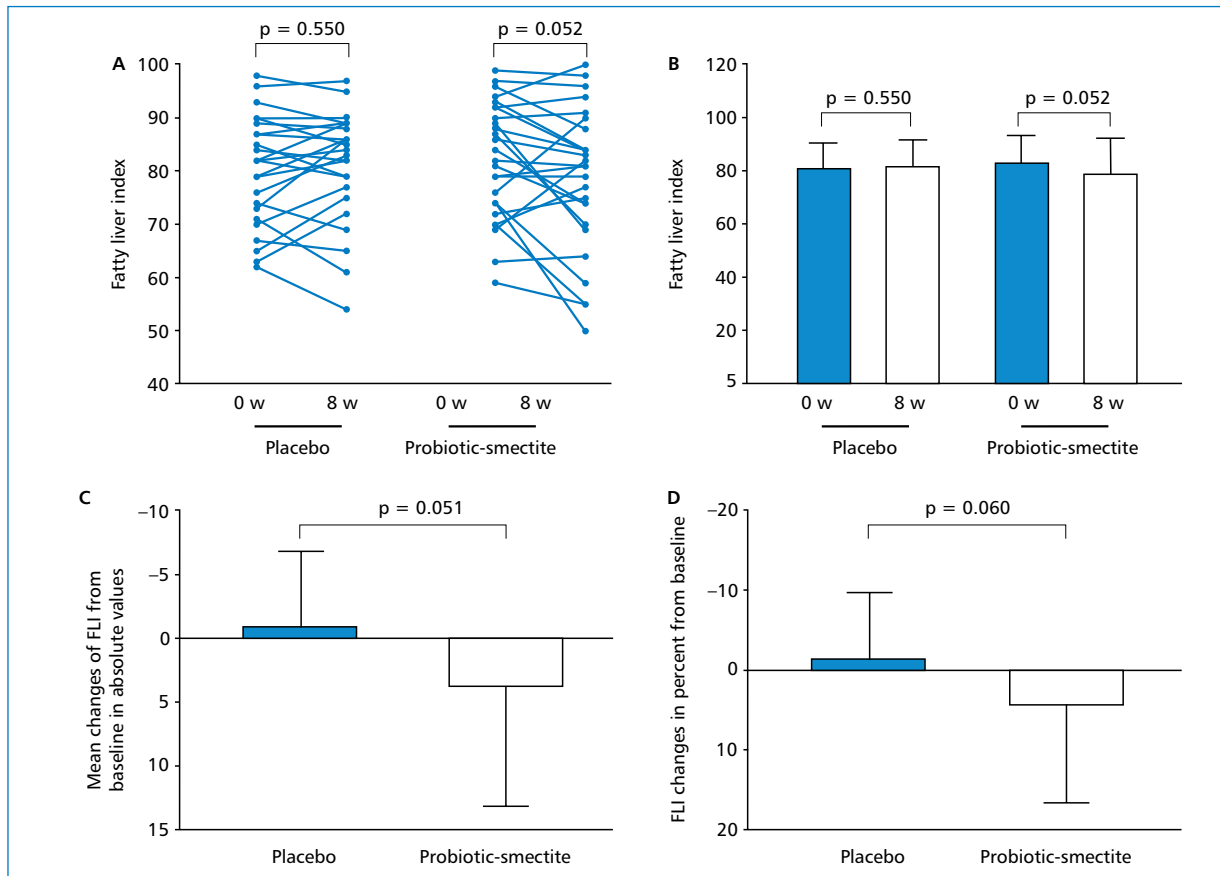 A
p = 0.550
p = 0.052
Fatty liver index
100
90
80
70
60
50
40
0 w
8 w
0 w
8 w
Placebo
Probiotic-smectite
B
p = 0.550
p = 0.052
Fatty liver index
120
100
80
60
40
20
5
0 w
8 w
0 w
8 w
Placebo
Probiotic-smectite
C
p = 0.051
Mean changes of FLI from
baseline in absolute values
–10
–5
0
5
10
15
Placebo
Probiotic-smectite
D
p = 0.060
FLI changes in percent from baseline
–20
–10
0
10
20
Placebo
Probiotic-smectite